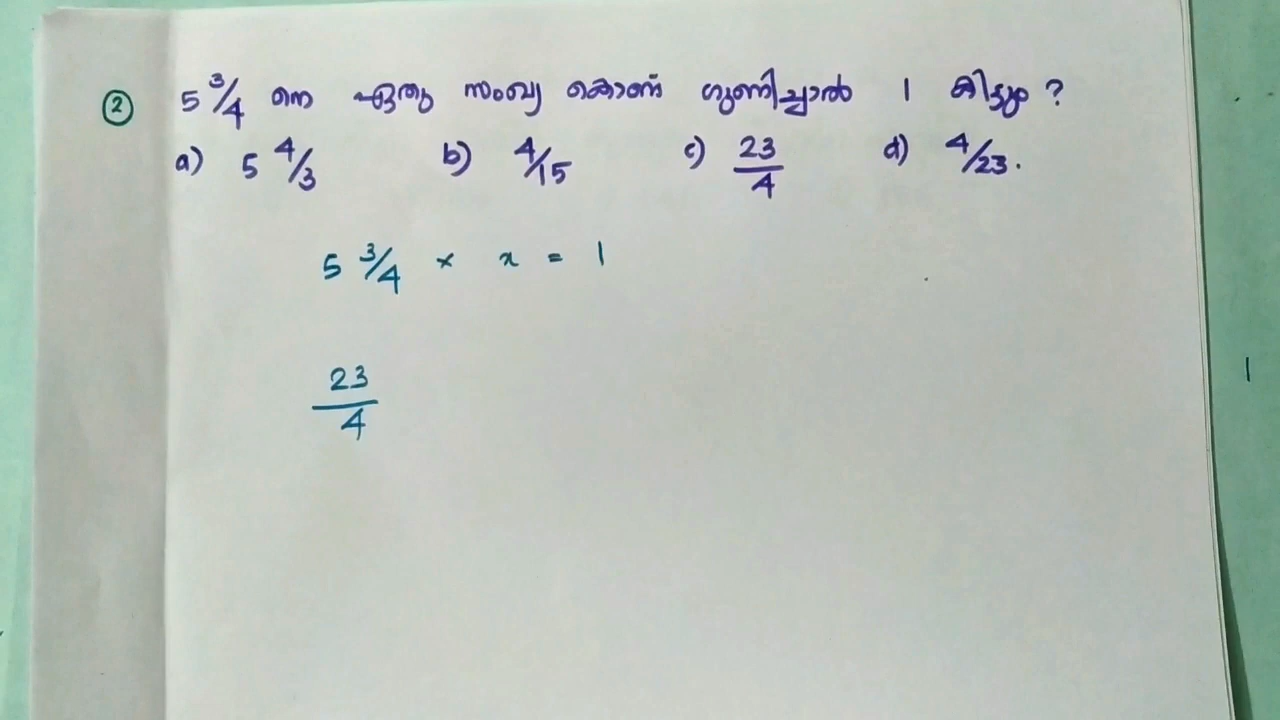 ② 5 3/4 നെ ഏതു സംഖ്യ കൊണ്ട് ഗുണിച്ചാൽ 1 കിട്ടും ?
a) 5 4/3 b) 4/15 c) 23/4 d) 4/23.
5 3/4 × x = 1
23/4